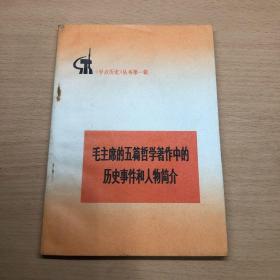 《学点历史》丛书第一辑
毛主席的五篇哲学著作中的
历史事件和人物简介